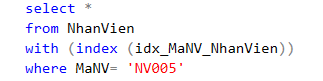 select *
from NhanVien
with (index (idx_MaNV_NhanVien))
where MaNV= 'NV005'